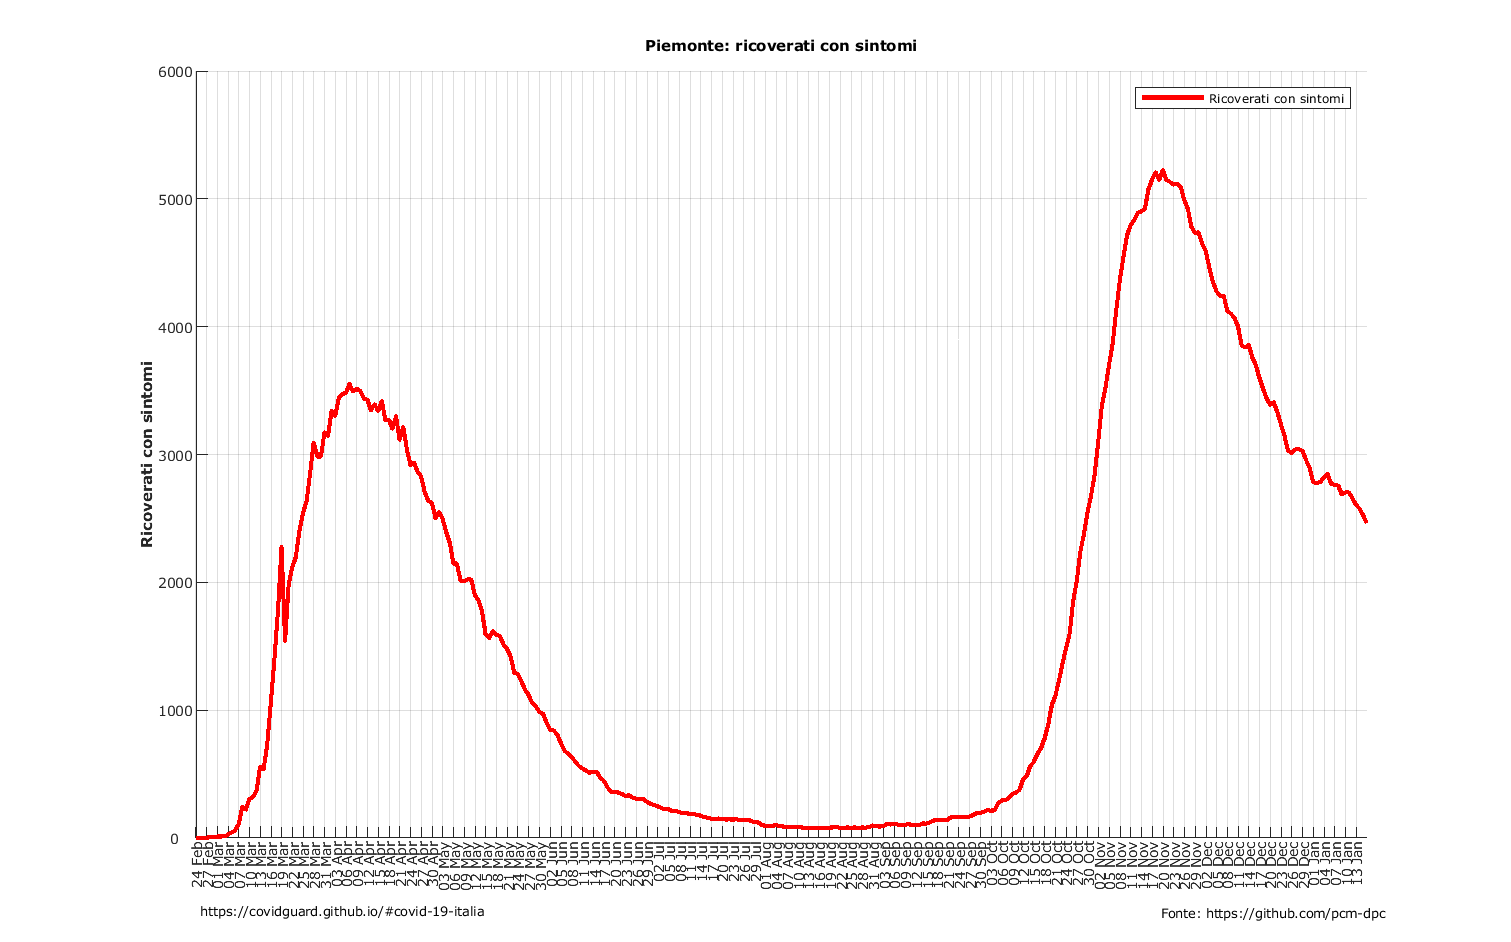 Piemonte: ricoverati con sintomi
6000
5000
4000
3000
2000
1000
0
Ricoverati con sintomi
Ricoverati con sintomi
24 Feb
27 Feb
01 Mar
04 Mar
07 Mar
10 Mar
13 Mar
16 Mar
19 Mar
22 Mar
25 Mar
28 Mar
31 Mar
03 Apr
06 Apr
09 Apr
12 Apr
15 Apr
18 Apr
21 Apr
24 Apr
27 Apr
30 Apr
03 May
06 May
09 May
12 May
15 May
18 May
21 May
24 May
27 May
30 May
02 Jun
05 Jun
08 Jun
11 Jun
14 Jun
17 Jun
20 Jun
23 Jun
26 Jun
29 Jun
02 Jul
05 Jul
08 Jul
11 Jul
14 Jul
17 Jul
20 Jul
23 Jul
26 Jul
29 Jul
01 Aug
04 Aug
07 Aug
10 Aug
13 Aug
16 Aug
19 Aug
22 Aug
25 Aug
28 Aug
31 Aug
03 Sep
06 Sep
09 Sep
12 Sep
15 Sep
18 Sep
21 Sep
24 Sep
27 Sep
30 Sep
03 Oct
06 Oct
09 Oct
12 Oct
15 Oct
18 Oct
21 Oct
24 Oct
27 Oct
30 Oct
02 Nov
05 Nov
08 Nov
11 Nov
14 Nov
17 Nov
20 Nov
23 Nov
26 Nov
29 Nov
02 Dec
05 Dec
08 Dec
11 Dec
14 Dec
17 Dec
20 Dec
23 Dec
26 Dec
29 Dec
01 Jan
04 Jan
07 Jan
10 Jan
13 Jan
https://covidguard.github.io/#covid-19-italia
Fonte: https://github.com/pcm-dpc